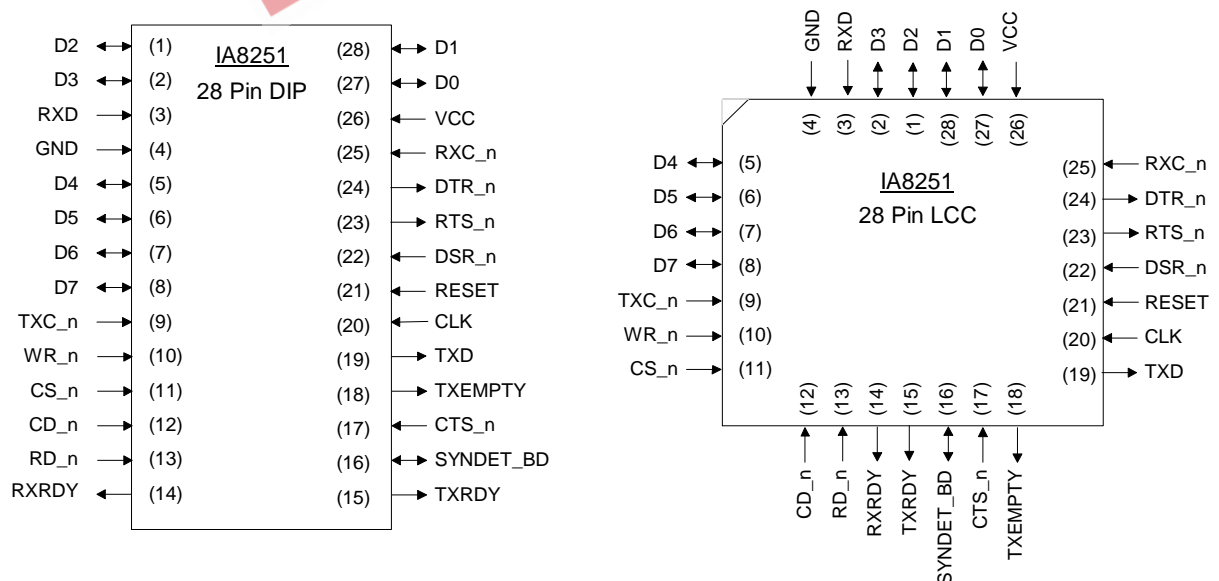 IA8251
28 Pin DIP
D2 (1) (28) D1
D3 (2) (27) D0
RXD (3) (26) VCC
GND (4) (25) RXC_n
D4 (5) (24) DTR_n
D5 (6) (23) RTS_n
D6 (7) (22) DSR_n
D7 (8) (21) RESET
TXC_n (9) (20) CLK
WR_n (10) (19) TXD
CS_n (11) (18) TXEMPTY
CD_n (12) (17) CTS_n
RD_n (13) (16) SYNDET_BD
RXRDY (14) (15) TXRDY
GND RXD D3 D2 D1 D0 VCC
(4) (3) (2) (1) (28) (27) (26)
IA8251
28 Pin LCC
D4 (5) (25) RXC_n
D5 (6) (24) DTR_n
D6 (7) (23) RTS_n
D7 (8) (22) DSR_n
TXC_n (9) (21) RESET
WR_n (10) (20) CLK
CS_n (11) (19) TXD
(12) (13) (14) (15) (16) (17) (18)
CD_n RD_n RXRDY TXRDY SYNDET_BD CTS_n TXEMPTY